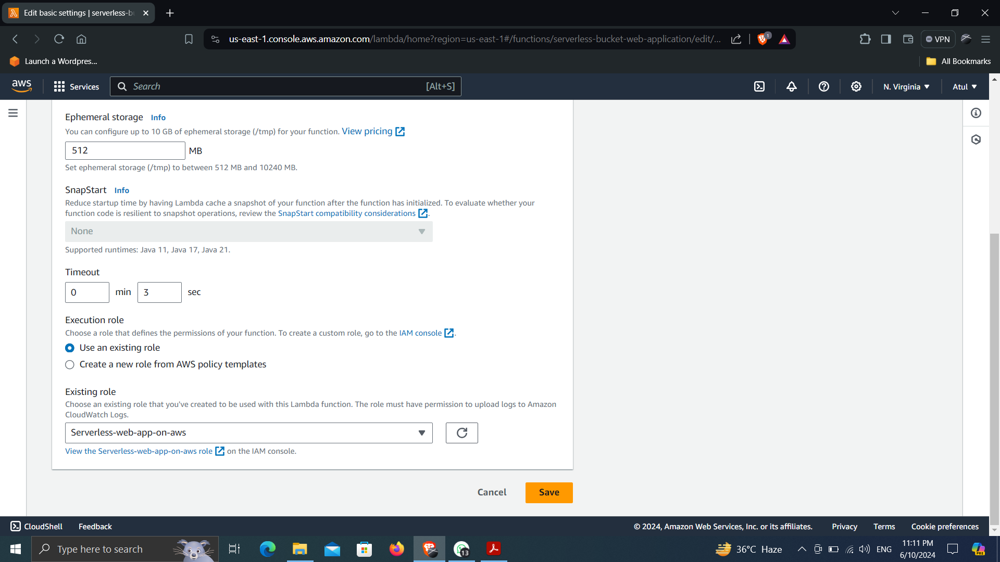 Edit basic settings | serverless-b
us-east-1.console.aws.amazon.com/lambda/home?region=us-east-1#/functions/serverless-bucket-web-application/edit/...
1
VPN
Launch a Wordpres...
All Bookmarks
aws
Services
Search
[Alt+S]
N. Virginia
Atul
Ephemeral storage Info
You can configure up to 10 GB of ephemeral storage (/tmp) for your function. View pricing
512 MB
Set ephemeral storage (/tmp) to between 512 MB and 10240 MB.
SnapStart Info
Reduce startup time by having Lambda cache a snapshot of your function after the function has initialized. To evaluate whether your
function code is resilient to snapshot operations, review the SnapStart compatibility considerations.
None
Supported runtimes: Java 11, Java 17, Java 21.
Timeout
0 min 3 sec
Execution role
Choose a role that defines the permissions of your function. To create a custom role, go to the IAM console.
Use an existing role
Create a new role from AWS policy templates
Existing role
Choose an existing role that you've created to be used with this Lambda function. The role must have permission to upload logs to Amazon
CloudWatch Logs.
Serverless-web-app-on-aws
View the Serverless-web-app-on-aws role on the IAM console.
Cancel
Save
CloudShell
Feedback
© 2024, Amazon Web Services, Inc. or its affiliates.
Privacy
Terms
Cookie preferences
Type here to search
13
36°C Haze
ENG
11:11 PM
6/10/2024
PRE